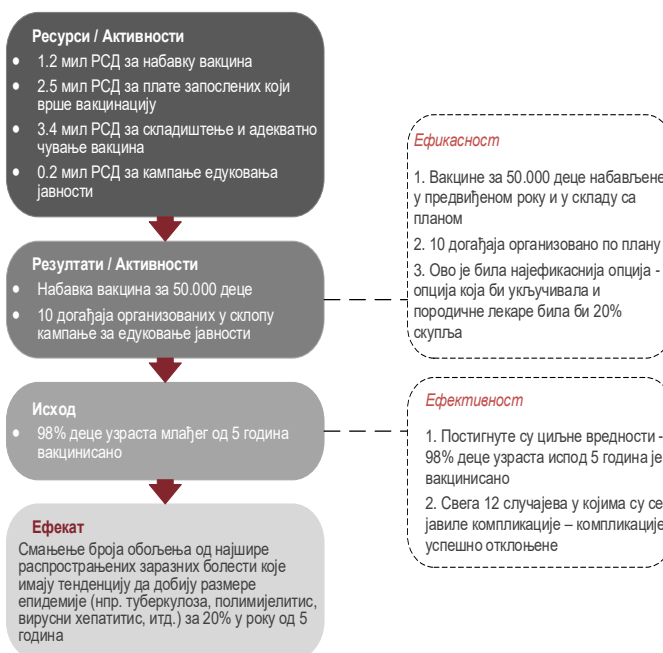 Ресурси / Активности
• 1.2 мил РСД за набавку вакцина
• 2.5 мил РСД за плате запослених који
врше вакцинацију
• 3.4 мил РСД за складиштење и адекватно
чување вакцина
• 0.2 мил РСД за кампање едуковања
јавности
Резултати / Активности
• Набавка вакцина за 50.000 деце
• 10 догађаја организованих у склопу
кампање за едуковање јавности
Исход
• 98% деце узраста млађег од 5 година
вакцинисано
Ефекат
Смањење броја обољења од најшире
распрострањених заразних болести које
имају тенденцију да добију размере
епидемије (нпр. туберкулоза, полимијелитис,
вирусни хепатитис, итд.) за 20% у року од 5
година
Ефикасност
1. Вакцине за 50.000 деце набављене
у предвиђеном року и у складу са
планом
2. 10 догађаја организовано по плану
3. Ово је била најефикаснија опција -
опција која би укључивала и
породичне лекаре била би 20%
скупља
Ефективност
1. Постигнуте су циљне вредности -
98% деце узраста испод 5 година је
вакцинисано
2. Свега 12 случајева у којима су се
јавиле компликације – компликације
успешно отклоњене